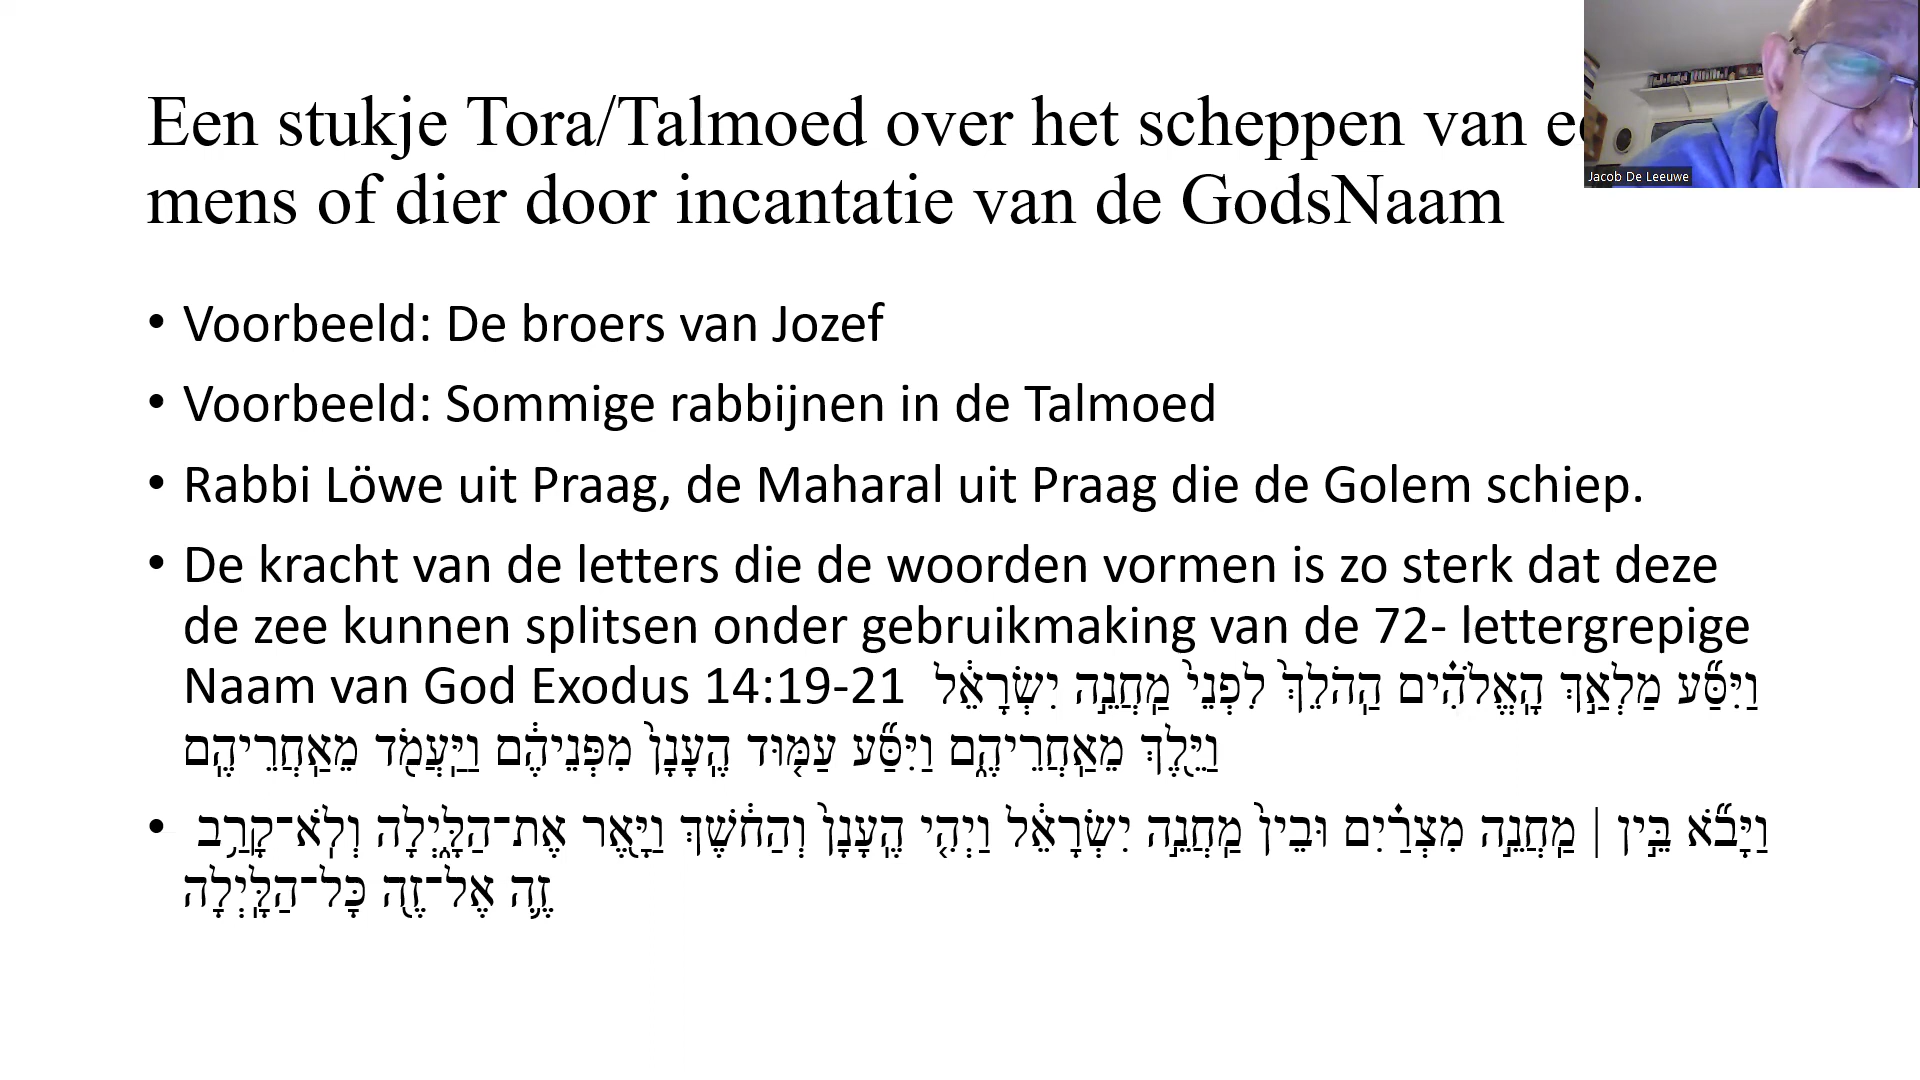 Een stukje Tora/Talmoed over het scheppen van
mens of dier door incantatie van de GodsNaam
Jacob De Leeuwe
• Voorbeeld: De broers van Jozef
• Voorbeeld: Sommige rabbijnen in de Talmoed
• Rabbi Löwe uit Praag, de Maharal uit Praag die de Golem schiep.
• De kracht van de letters die de woorden vormen is zo sterk dat deze
de zee kunnen splitsen onder gebruikmaking van de 72- lettergrepige
Naam van God Exodus 14:19-21 וַיִּסַּ֞ע מַלְאַ֣ךְ הָֽאֱלֹהִ֗ים הַֽהֹלֵךְ֙ לִפְנֵי֙ מַֽחֲנֵ֣ה יִשְׂרָאֵ֔ל
וַיֵּ֖לֶךְ מֵאַֽחֲרֵיהֶ֑ם וַיִּסַּ֞ע עַמּ֤וּד הֶֽעָנָן֙ מִפְּנֵיהֶ֔ם וַיַּֽעֲמֹ֖ד מֵאַֽחֲרֵיהֶֽם
• וַיָּבֹ֞א בֵּ֣ין | מַֽחֲנֵ֣ה מִצְרַ֗יִם וּבֵין֙ מַֽחֲנֵ֣ה יִשְׂרָאֵ֔ל וַיְהִ֤י הֶֽעָנָן֙ וְהַח֔שֶׁךְ וַיָּ֖אֶר אֶת־הַלָּ֑יְלָה וְלֹֽא־קָרַ֥ב
זֶ֛ה אֶל־זֶ֖ה כָּל־הַלָּֽיְלָה